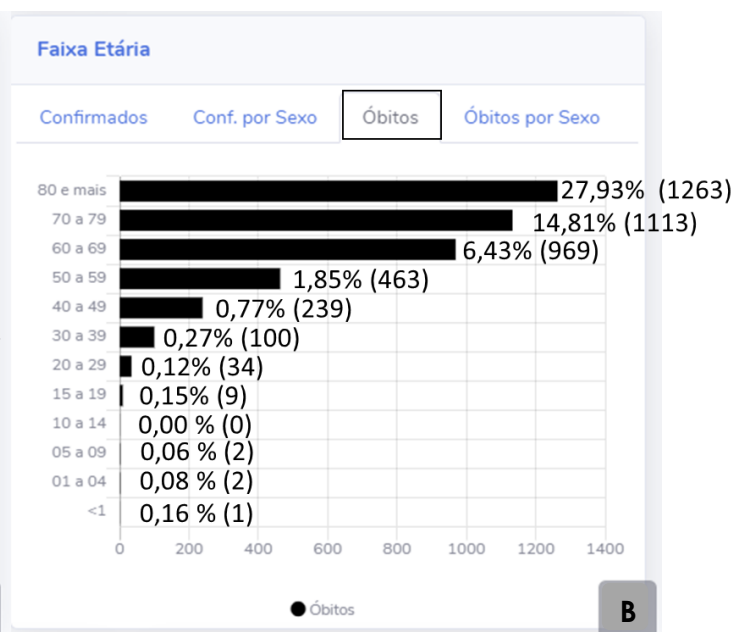 Faixa Etária
Confirmados Conf. por Sexo Óbitos Óbitos por Sexo
80 e mais 27,93% (1263)
70 a 79 14,81% (1113)
60 a 69 6,43% (969)
50 a 59 1,85% (463)
40 a 49 0,77% (239)
30 a 39 0,27% (100)
20 a 29 0,12% (34)
15 a 19 0,15% (9)
10 a 14 0,00 % (0)
05 a 09 0,06 % (2)
01 a 04 0,08 % (2)
<1 0,16 % (1)
0 200 400 600 800 1000 1200 1400
Óbitos
B